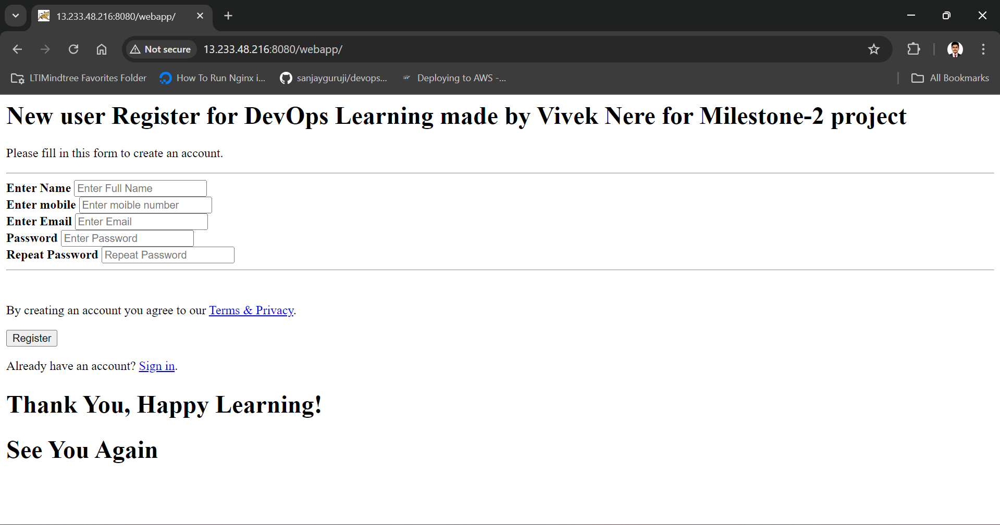 13.233.48.216:8080/webapp/
Not secure 13.233.48.216:8080/webapp/
LTIMindtree Favorites Folder How To Run Nginx i... sanjayguruji/devops... Deploying to AWS -... All Bookmarks
New user Register for DevOps Learning made by Vivek Nere for Milestone-2 project
Please fill in this form to create an account.
Enter Name Enter Full Name
Enter mobile Enter moible number
Enter Email Enter Email
Password Enter Password
Repeat Password Repeat Password
By creating an account you agree to our Terms & Privacy.
Register
Already have an account? Sign in.
Thank You, Happy Learning!
See You Again